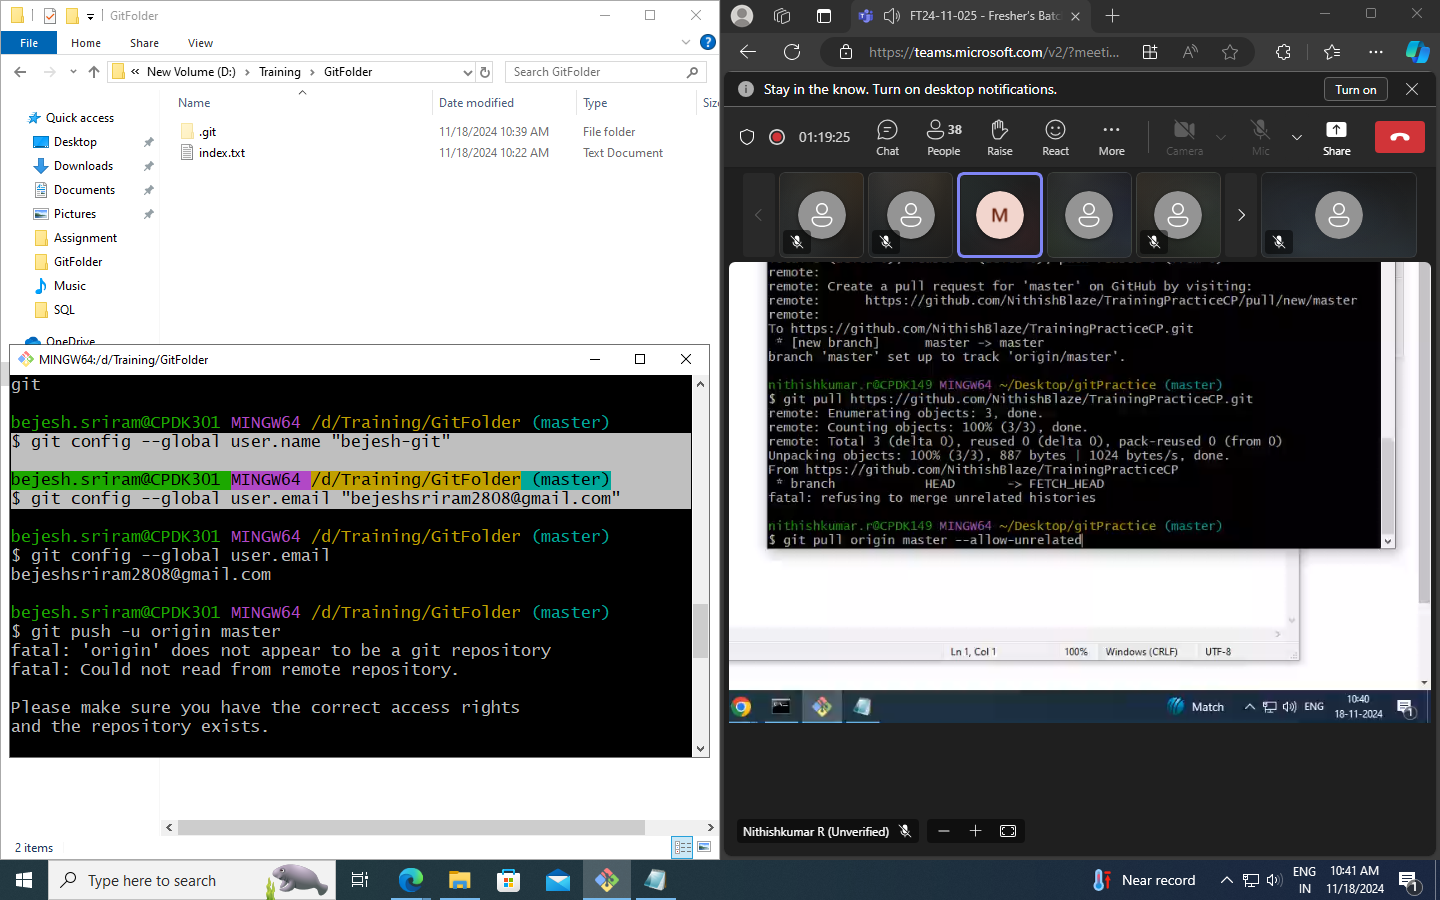 GitFolder
File Home Share View
« New Volume (D:) › Training › GitFolder
Search GitFolder
Name Date modified Type Siz
.git 11/18/2024 10:39 AM File folder
index.txt 11/18/2024 10:22 AM Text Document
Quick access
Desktop
Downloads
Documents
Pictures
Assignment
GitFolder
Music
SQL
OneDrive
MINGW64:/d/Training/GitFolder
git
bejesh.sriram@CPDK301 MINGW64 /d/Training/GitFolder (master)
$ git config --global user.name "bejesh-git"
bejesh.sriram@CPDK301 MINGW64 /d/Training/GitFolder (master)
$ git config --global user.email "bejeshsriram2808@gmail.com"
bejesh.sriram@CPDK301 MINGW64 /d/Training/GitFolder (master)
$ git config --global user.email
bejeshsriram2808@gmail.com
bejesh.sriram@CPDK301 MINGW64 /d/Training/GitFolder (master)
$ git push -u origin master
fatal: 'origin' does not appear to be a git repository
fatal: Could not read from remote repository.
Please make sure you have the correct access rights
and the repository exists.
2 items
FT24-11-025 - Fresher's Batc
https://teams.microsoft.com/v2/?meeti...
Stay in the know. Turn on desktop notifications.
Turn on
01:19:25
38
Chat People Raise React More Camera Mic Share
M
remote:
remote: Create a pull request for 'master' on GitHub by visiting:
remote: https://github.com/NithishBlaze/TrainingPracticeCP/pull/new/master
remote:
To https://github.com/NithishBlaze/TrainingPracticeCP.git
* [new branch] master -> master
branch 'master' set up to track 'origin/master'.
nithishkumar.r@CPDK149 MINGW64 ~/Desktop/gitPractice (master)
$ git pull https://github.com/NithishBlaze/TrainingPracticeCP.git
remote: Enumerating objects: 3, done.
remote: Counting objects: 100% (3/3), done.
remote: Total 3 (delta 0), reused 0 (delta 0), pack-reused 0 (from 0)
Unpacking objects: 100% (3/3), 887 bytes | 1024 bytes/s, done.
From https://github.com/NithishBlaze/TrainingPracticeCP
* branch HEAD -> FETCH_HEAD
fatal: refusing to merge unrelated histories
nithishkumar.r@CPDK149 MINGW64 ~/Desktop/gitPractice (master)
$ git pull origin master --allow-unrelated
Ln 1, Col 1 100% Windows (CRLF) UTF-8
Match
ENG
10:40
18-11-2024
1
Nithishkumar R (Unverified)
Type here to search
Near record
ENG
IN
10:41 AM
11/18/2024
1